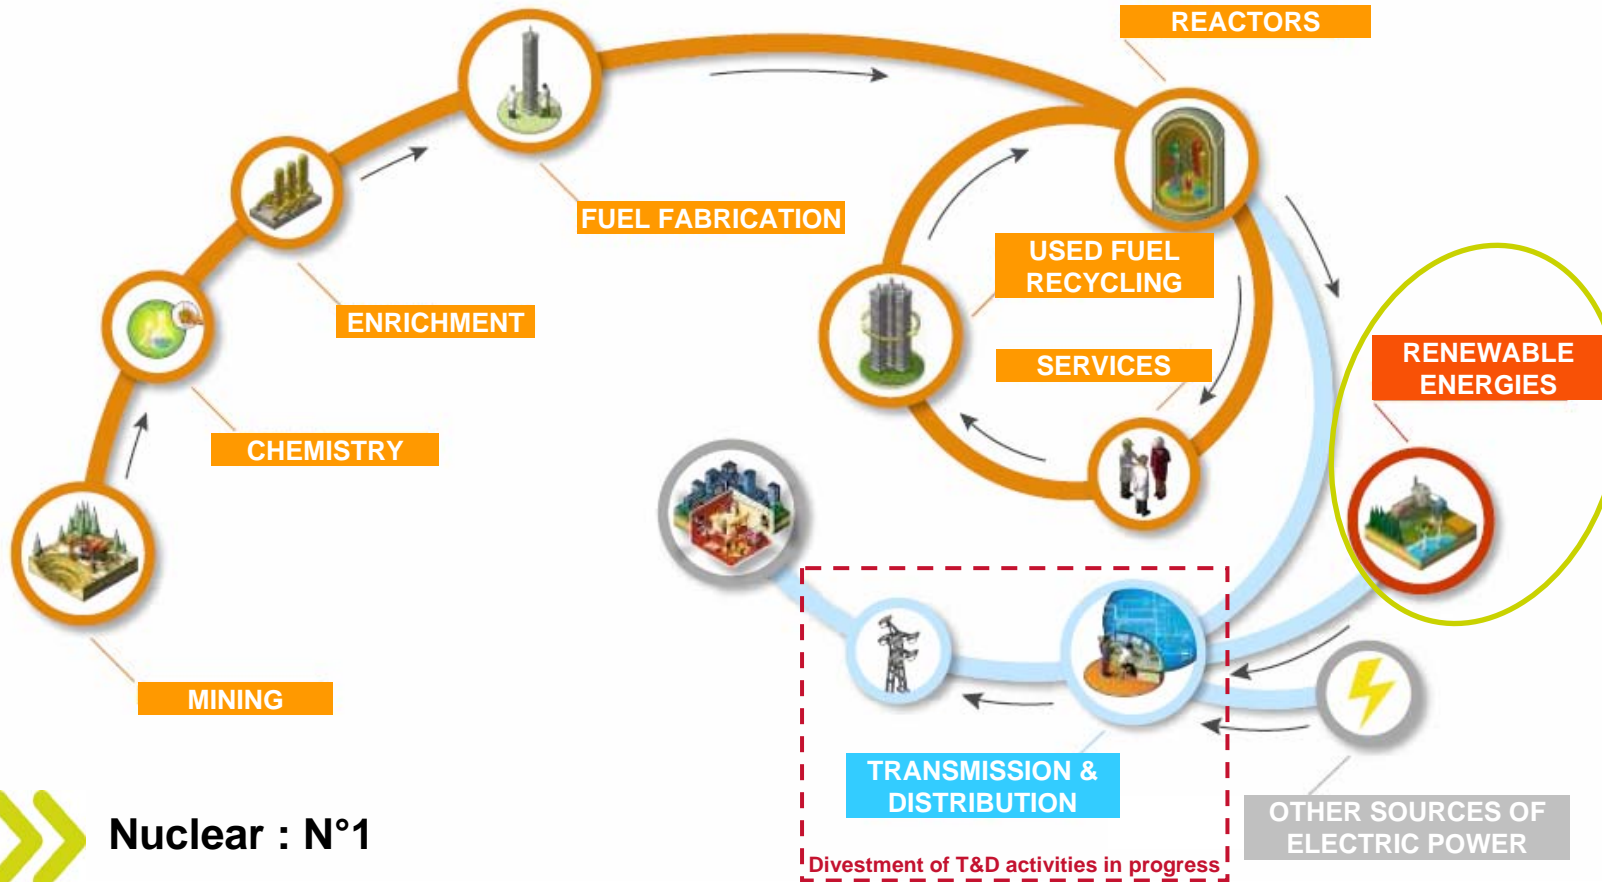 REACTORS
FUEL FABRICATION
USED FUEL
RECYCLING
ENRICHMENT
RENEWABLE
ENERGIES
SERVICES
CHEMISTRY
MINING
TRANSMISSION &
DISTRIBUTION
OTHER SOURCES OF
ELECTRIC POWER
Nuclear : N°1
Divestment of T&D activities in progress